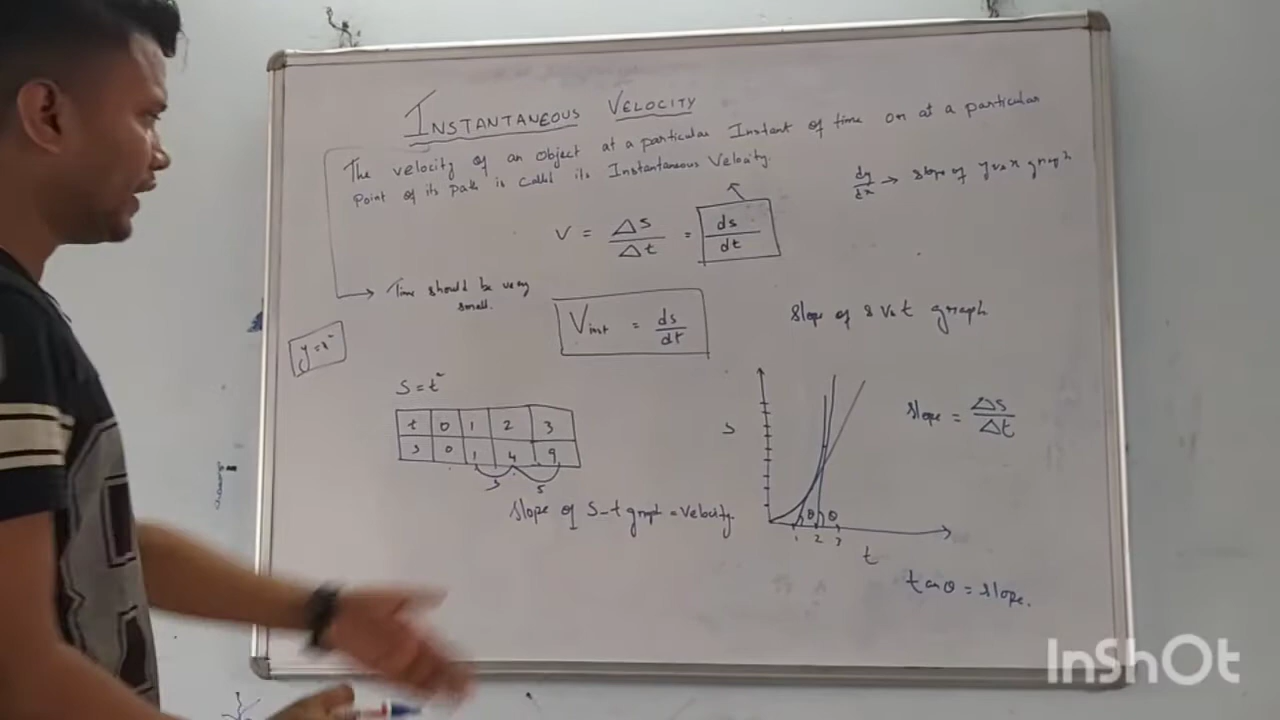 INSTANTANEOUS VELOCITY
The velocity of an object at a particular Instant of time or at a particular
point of its path is called its Instantaneous Velocity.
dy/dx → slope of y vs x graph
V = Δs/Δt = ds/dt
→ Time should be very
small.
V inst = ds/dt
Slope of s vs t graph
y = x²
S = t²
t 0 1 2 3
s 0 1 4 9
3 5
Slope of S-t graph = velocity.
s
slope = Δs/Δt
θ θ
1 2 3
t
tan θ = slope.
InShOt